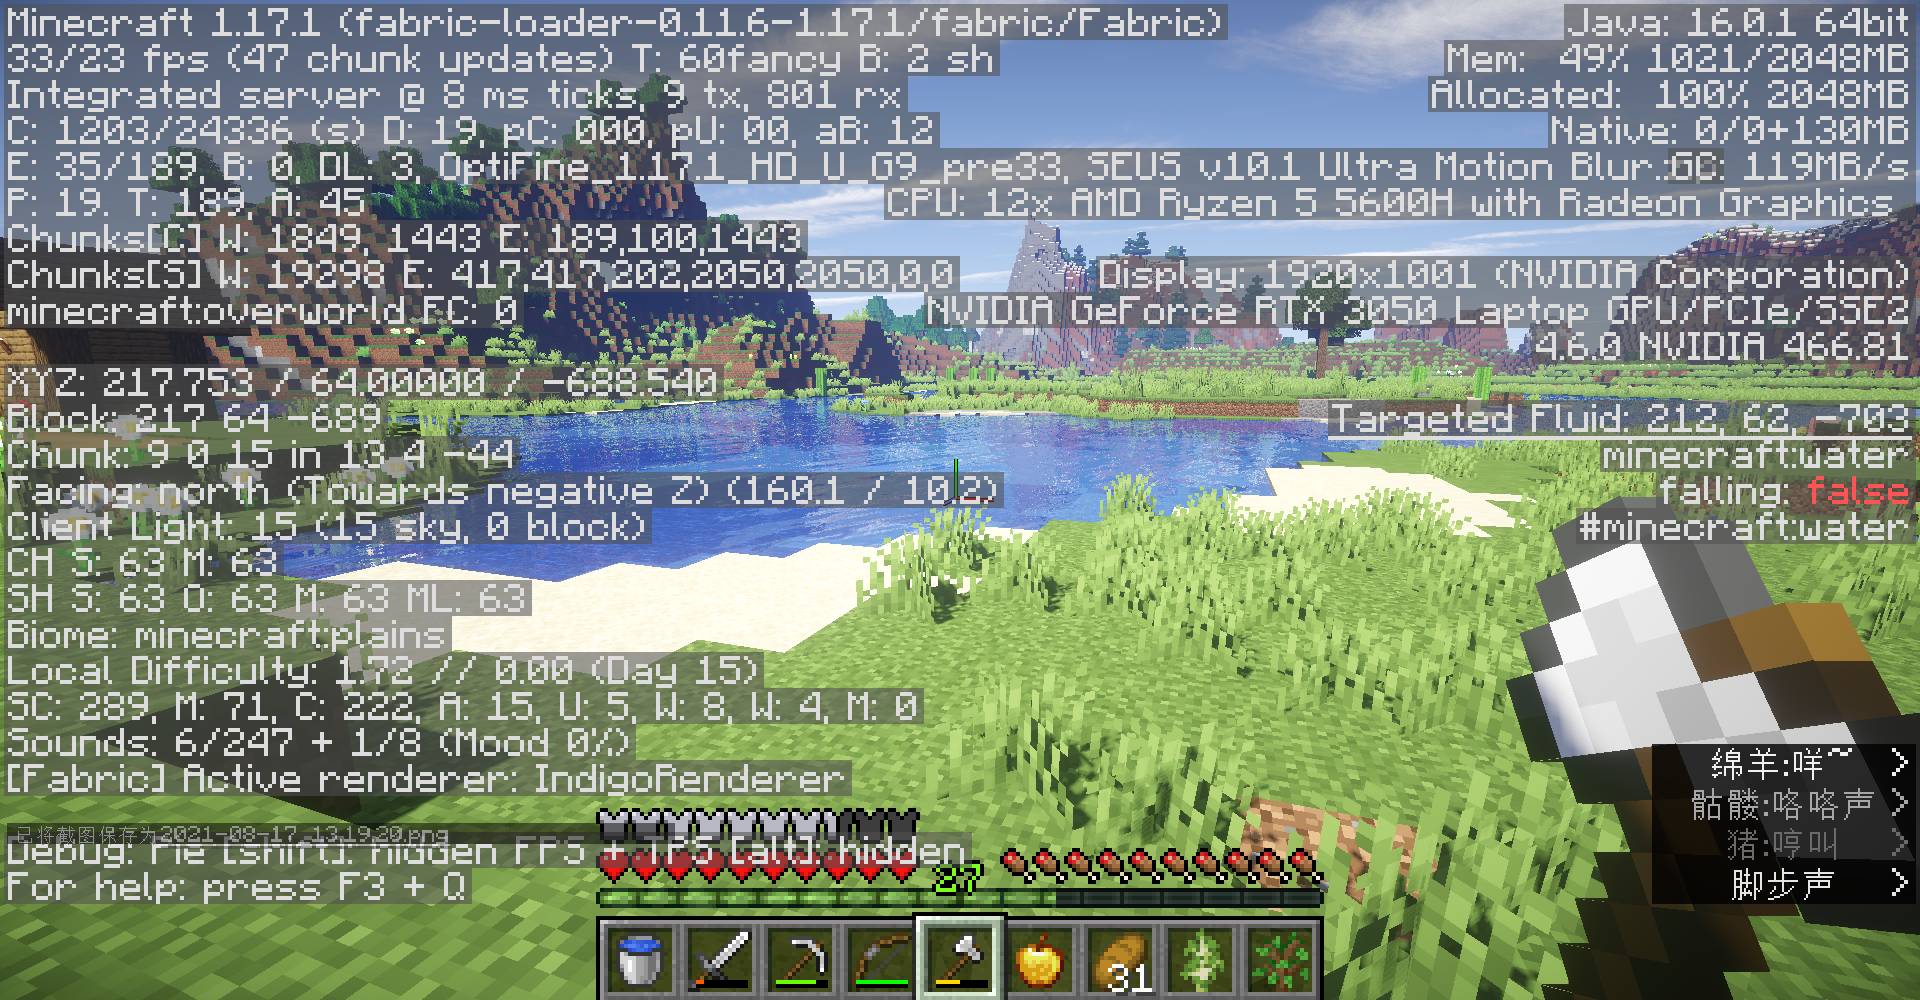 Minecraft 1.17.1 (fabric-loader-0.11.6-1.17.1/fabric/Fabric)
33/23 fps (47 chunk updates) T: 60fancy B: 2 sh
Integrated server @ 8 ms ticks, 9 tx, 801 rx
C: 1203/24336 (s) D: 19, pC: 000, pU: 00, aB: 12
E: 35/189, B: 0, DL: 3, OptiFine_1.17.1_HD_U_G9_pre33, SEUS v10.1 Ultra Motion Blur.
P: 19. T: 189, A: 45
Chunks[C] W: 1849, 1443 E: 189,100,1443
Chunks[S] W: 19298 E: 417,417,202,2050,2050,0,0
minecraft:overworld FC: 0
XYZ: 217.753 / 64.00000 / -688.540
Block: 217 64 -689
Chunk: 9 0 15 in 13 4 -44
Facing: north (Towards negative Z) (160.1 / 10.2)
Client Light: 15 (15 sky, 0 block)
CH S: 63 M: 63
SH S: 63 O: 63 M: 63 ML: 63
Biome: minecraft:plains
Local Difficulty: 1.72 // 0.00 (Day 15)
SC: 289, M: 71, C: 222, A: 15, U: 5, W: 8, W: 4, M: 0
Sounds: 6/247 + 1/8 (Mood 0%)
[Fabric] Active renderer: IndigoRenderer
已将截图保存为2021-08-17_13.19.20.png
Debug: Pie [shift]: hidden FPS + TPS [alt]: hidden
For help: press F3 + Q
Java: 16.0.1 64bit
Mem: 49% 1021/2048MB
Allocated: 100% 2048MB
Native: 0/0+130MB
119MB/s
CPU: 12x AMD Ryzen 5 5600H with Radeon Graphics
Display: 1920x1001 (NVIDIA Corporation)
NVIDIA GeForce RTX 3050 Laptop GPU/PCIe/SSE2
4.6.0 NVIDIA 466.81
Targeted Fluid: 212, 62, -703
minecraft:water
falling: false
#minecraft:water
绵羊:咩~ >
骷髅:咯咯声 >
猪:哼叫 >
脚步声 >
27
31